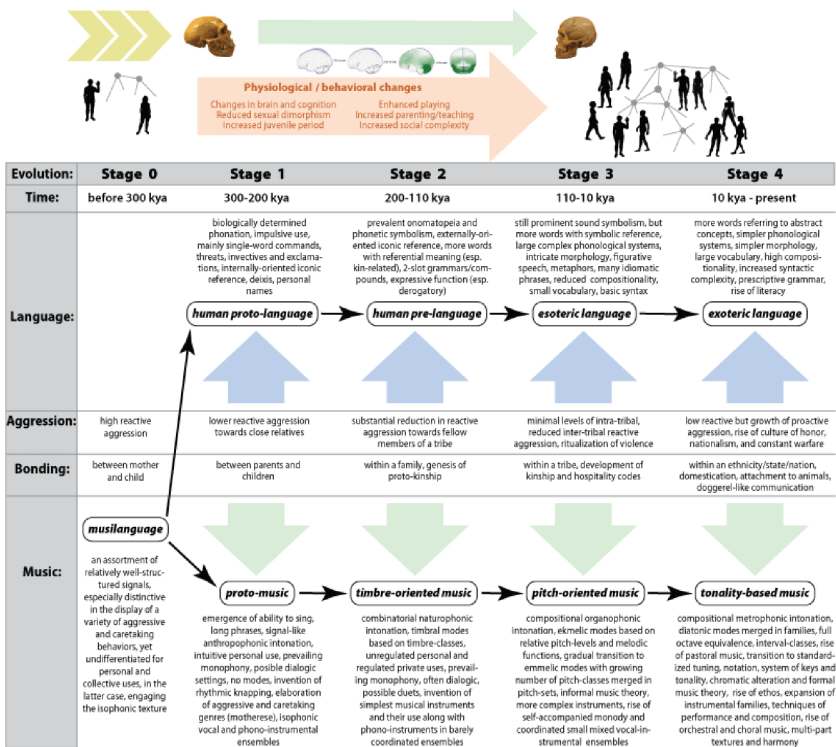 Physiological / behavioral changes
Changes in brain and cognition
Reduced sexual dimorphism
Increased juvenile period
Enhanced playing
Increased parenting/teaching
Increased social complexity
Evolution: Stage 0 Stage 1 Stage 2 Stage 3 Stage 4
Time: before 300 kya 300-200 kya 200-110 kya 110-10 kya 10 kya - present
Language:
biologically determined
phonation, impulsive use,
mainly single-word commands,
threats, invectives and exclama-
tions, internally-oriented iconic
reference, deixis, personal
names
human proto-language
prevalent onomatopeia and
phonetic symbolism, externally-ori-
ented iconic reference, more words
with referential meaning (esp.
kin-related), 2-slot grammars/com-
pounds, expressive function (esp.
derogatory)
human pre-language
still prominent sound symbolism, but
more words with symbolic reference,
large complex phonological systems,
intricate morphology, figurative
speech, metaphors, many idiomatic
phrases, reduced compositionality,
small vocabulary, basic syntax
esoteric language
more words referring to abstract
concepts, simpler phonological
systems, simpler morphology,
large vocabulary, high composi-
tionality, increased syntactic
complexity, prescriptive grammar,
rise of literacy
exoteric language
Aggression:
high reactive
aggression
lower reactive aggression
towards close relatives
substantial reduction in reactive
aggression towards fellow
members of a tribe
minimal levels of intra-tribal,
reduced inter-tribal reactive
aggression, ritualization of violence
low reactive but growth of proactive
aggression, rise of culture of honor,
nationalism, and constant warfare
Bonding:
between mother
and child
between parents and
children
within a family, genesis of
proto-kinship
within a tribe, development of
kinship and hospitality codes
within an ethnicity/state/nation,
domestication, attachment to animals,
doggerel-like communication
Music:
musilanguage
an assortment of
relatively well-struc-
tured signals,
especially distinctive
in the display of a
variety of aggressive
and caretaking
behaviors, yet
undifferentiated for
personal and
collective uses, in the
latter case, engaging
the isophonic texture
proto-music
emergence of ability to sing,
long phrases, signal-like
anthropophonic intonation,
intuitive personal use, prevailing
monophony, posible dialogic
settings, no modes, invention of
rhythmic knapping, elaboration
of aggressive and caretaking
genres (motherese), isophonic
vocal and phono-instrumental
ensembles
timbre-oriented music
combinatorial naturophonic
intonation, timbral modes
based on timbre-classes,
unregulated personal and
regulated private uses, prevail-
ing monophony, often dialogic,
possible duets, invention of
simplest musical instruments
and their use along with
phono-instruments in barely
coordinated ensembles
pitch-oriented music
compositional organophonic
intonation, ekmelic modes based on
relative pitch-levels and melodic
functions, gradual transition to
emmelic modes with growing
number of pitch-classes merged in
pitch-sets, informal music theory,
more complex instruments, rise of
self-accompanied monody and
coordinated small mixed vocal-in-
strumental ensembles
tonality-based music
compositional metrophonic intonation,
diatonic modes merged in families, full
octave equivalence, interval-classes, rise
of pastoral music, transition to standard-
ized tuning, notation, system of keys and
tonality, chromatic alteration and formal
music theory, rise of ethos, expansion of
instrumental families, techniques of
performance and composition, rise of
orchestral and choral music, multi-part
textures and harmony